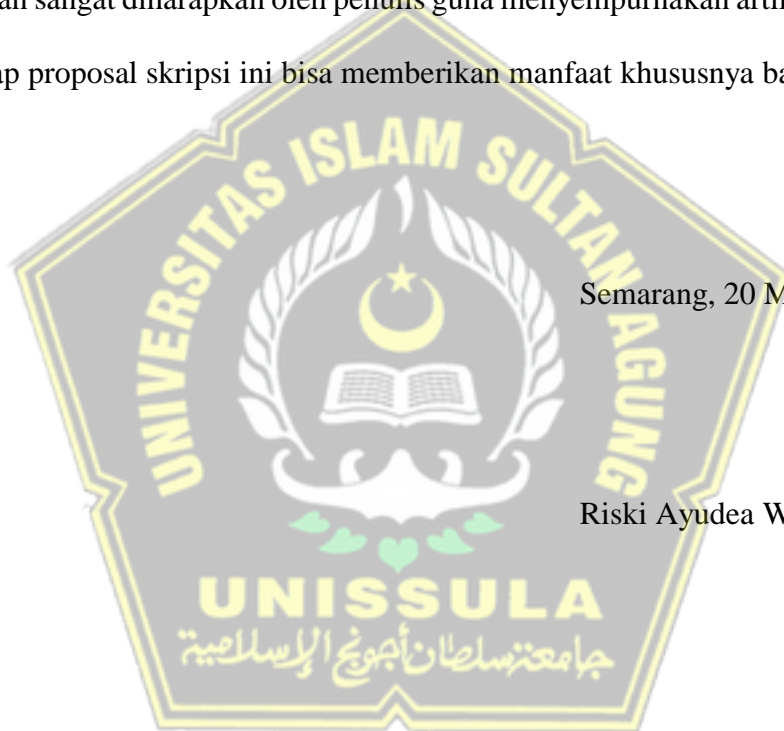 an sangat diharapkan oleh penulis guna menyempurnakan arti
ap proposal skripsi ini bisa memberikan manfaat khususnya ba
UNIVERSITAS ISLAM SULTAN AGUNG
Semarang, 20 M
Riski Ayudea W
UNISSULA
جامعة سلطان أجونج الإسلامية